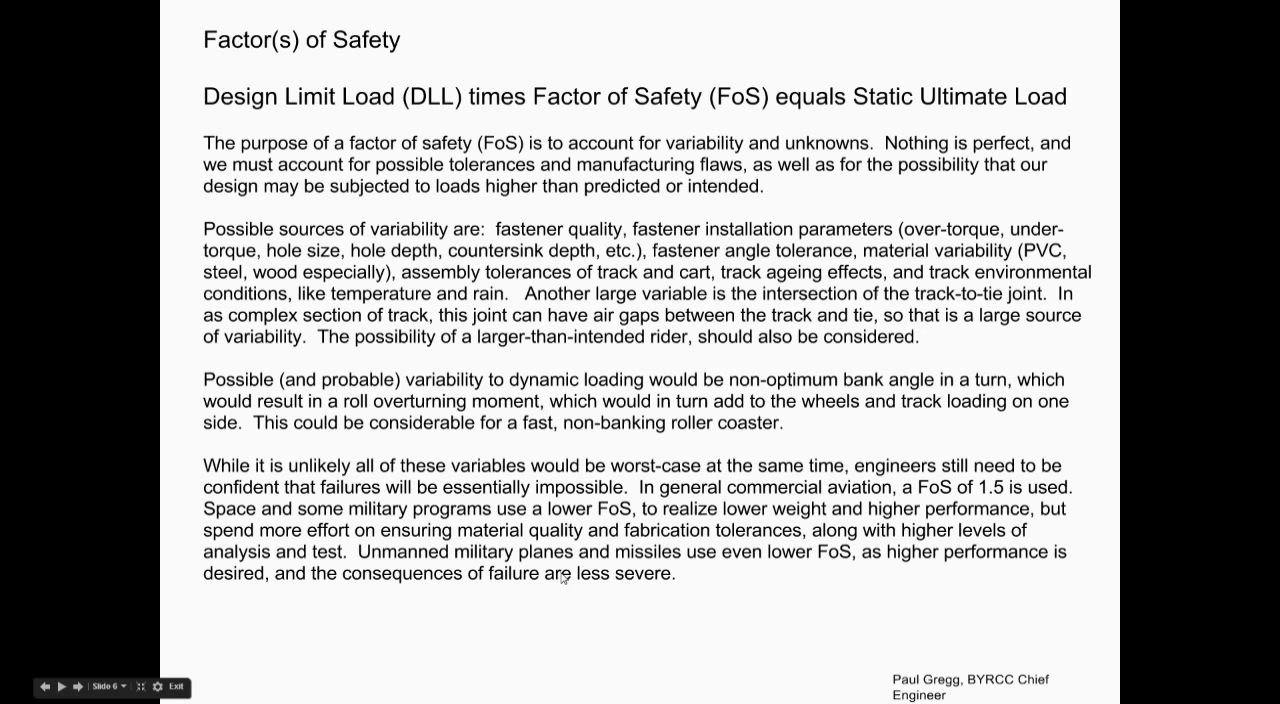 Factor(s) of Safety
Design Limit Load (DLL) times Factor of Safety (FoS) equals Static Ultimate Load
The purpose of a factor of safety (FoS) is to account for variability and unknowns.  Nothing is perfect, and
we must account for possible tolerances and manufacturing flaws, as well as for the possibility that our
design may be subjected to loads higher than predicted or intended.
Possible sources of variability are:  fastener quality, fastener installation parameters (over-torque, under-
torque, hole size, hole depth, countersink depth, etc.), fastener angle tolerance, material variability (PVC,
steel, wood especially), assembly tolerances of track and cart, track ageing effects, and track environmental
conditions, like temperature and rain.   Another large variable is the intersection of the track-to-tie joint.  In
as complex section of track, this joint can have air gaps between the track and tie, so that is a large source
of variability.  The possibility of a larger-than-intended rider, should also be considered.
Possible (and probable) variability to dynamic loading would be non-optimum bank angle in a turn, which
would result in a roll overturning moment, which would in turn add to the wheels and track loading on one
side.  This could be considerable for a fast, non-banking roller coaster.
While it is unlikely all of these variables would be worst-case at the same time, engineers still need to be
confident that failures will be essentially impossible.  In general commercial aviation, a FoS of 1.5 is used.
Space and some military programs use a lower FoS, to realize lower weight and higher performance, but
spend more effort on ensuring material quality and fabrication tolerances, along with higher levels of
analysis and test.  Unmanned military planes and missiles use even lower FoS, as higher performance is
desired, and the consequences of failure are less severe.
Paul Gregg, BYRCC Chief
Engineer
Slide 6 Exit